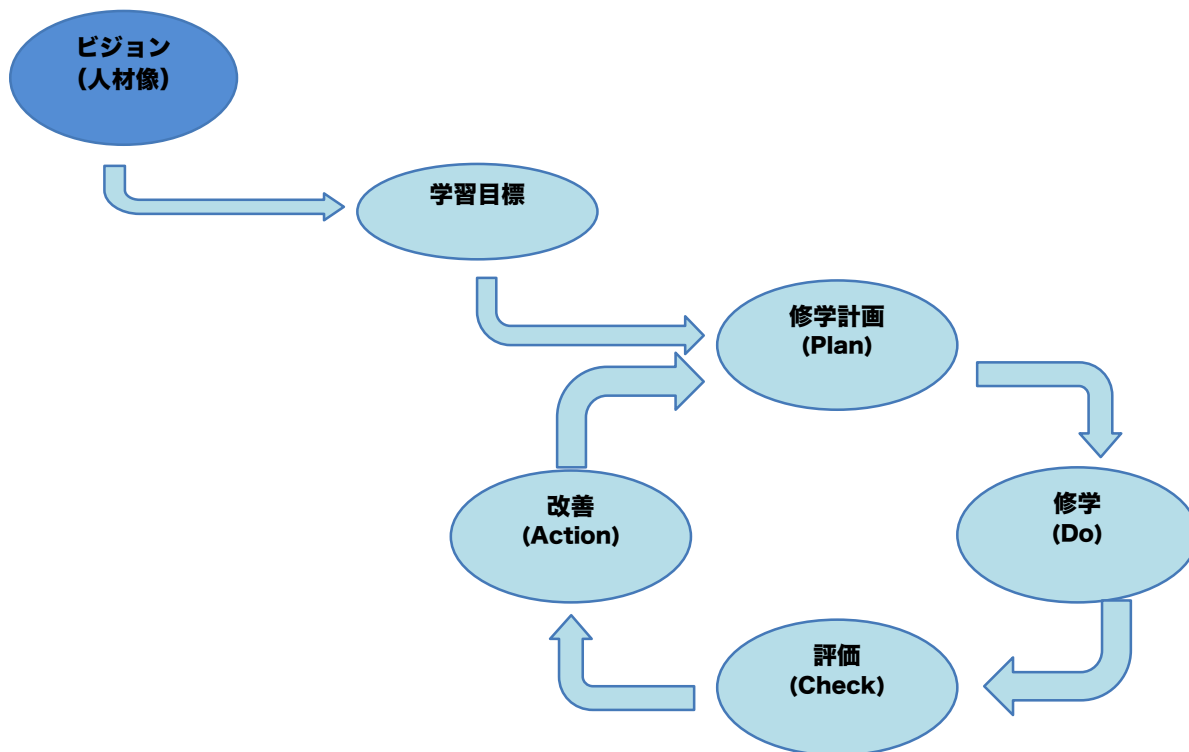 ビジョン
(人材像)
学習目標
修学計画
(Plan)
修学
(Do)
改善
(Action)
評価
(Check)